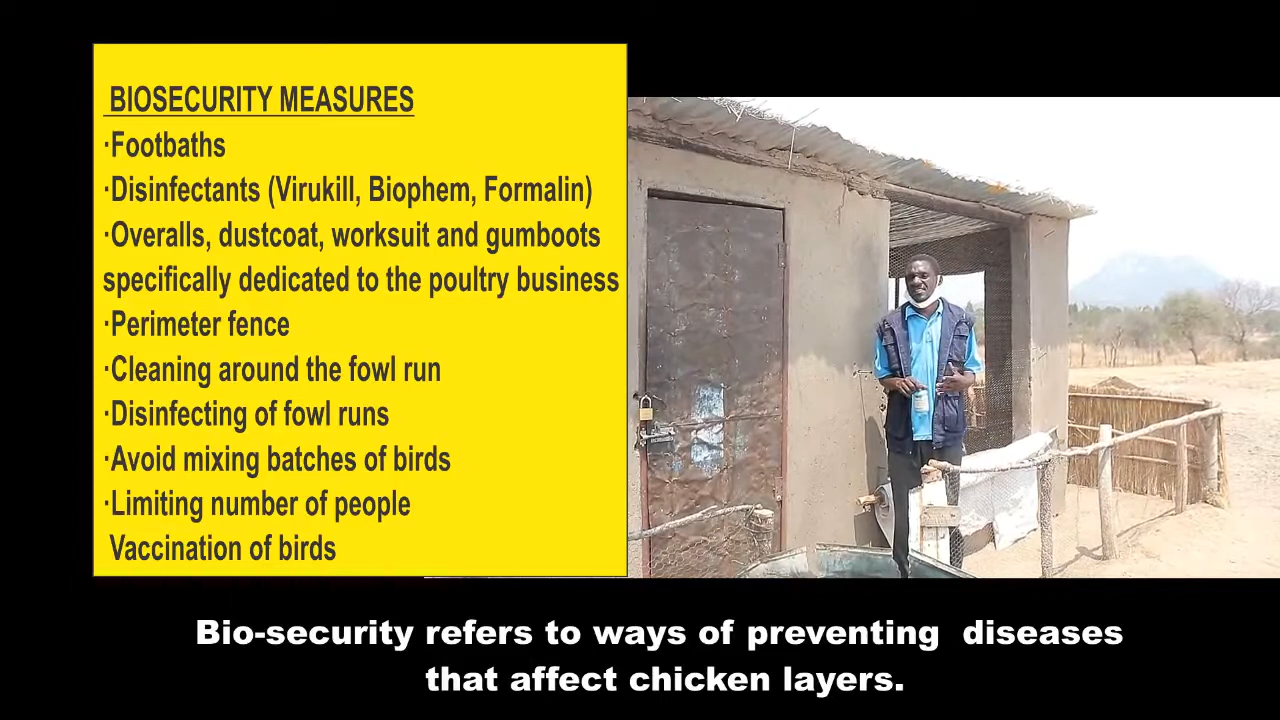 BIOSECURITY MEASURES
·Footbaths
·Disinfectants (Virukill, Biophem, Formalin)
·Overalls, dustcoat, worksuit and gumboots
specifically dedicated to the poultry business
·Perimeter fence
·Cleaning around the fowl run
·Disinfecting of fowl runs
·Avoid mixing batches of birds
·Limiting number of people
Vaccination of birds
Bio-security refers to ways of preventing  diseases
that affect chicken layers.